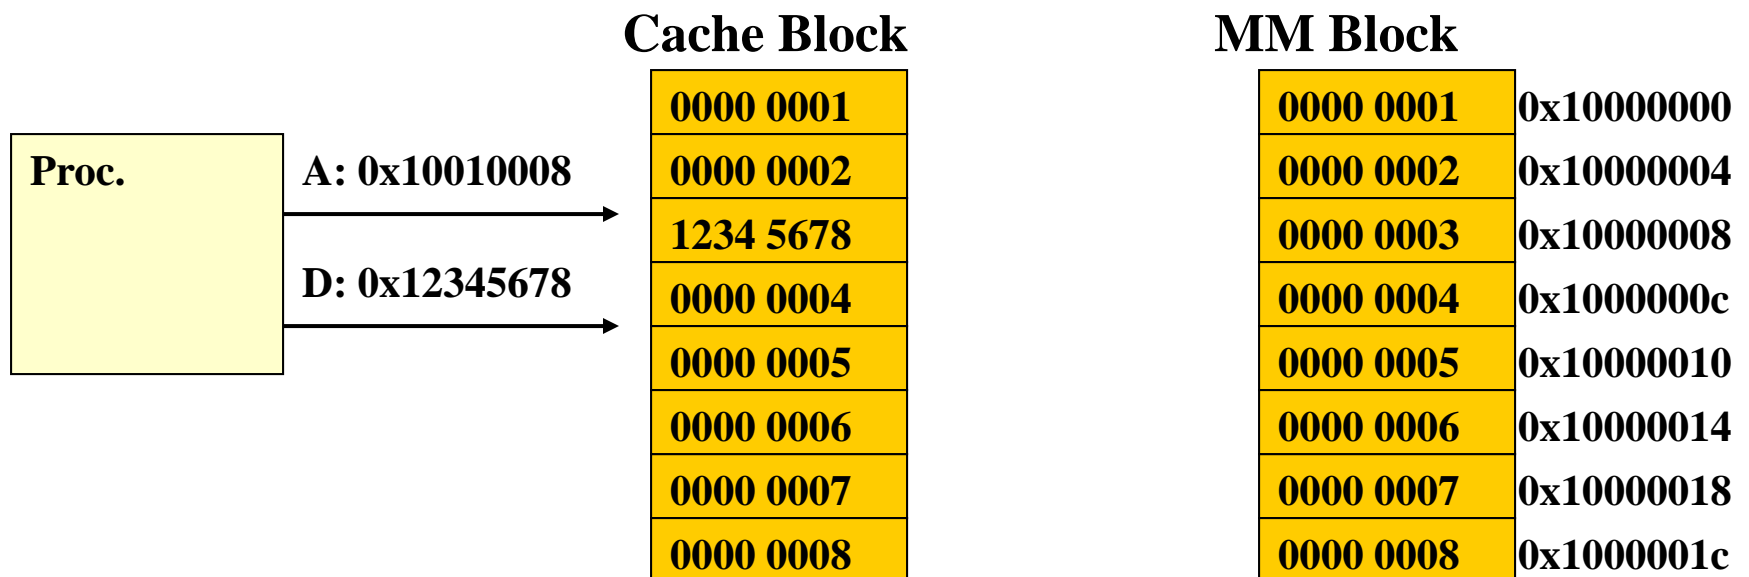 Cache Block MM Block
0000 0001 0000 0001 0x10000000
Proc. A: 0x10010008 0000 0002 0000 0002 0x10000004
1234 5678 0000 0003 0x10000008
D: 0x12345678 0000 0004 0000 0004 0x1000000c
0000 0005 0000 0005 0x10000010
0000 0006 0000 0006 0x10000014
0000 0007 0000 0007 0x10000018
0000 0008 0000 0008 0x1000001c